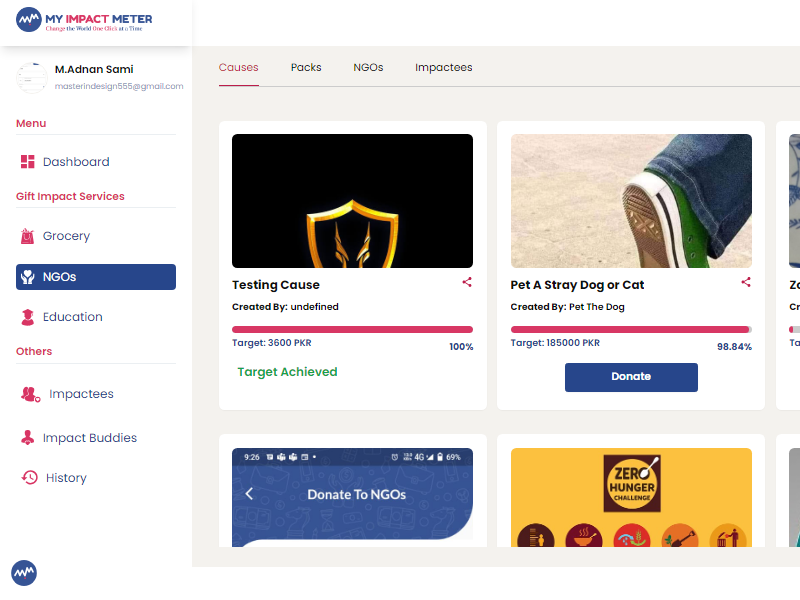 MY IMPACT METER
Change the World One Click at a Time
M.Adnan Sami
masterindesign555@gmail.com
Menu
Dashboard
Gift Impact Services
Grocery
NGOs
Education
Others
Impactees
Impact Buddies
History
Causes Packs NGOs Impactees
Testing Cause
Created By: undefined
Target: 3600 PKR
100%
Target Achieved
Pet A Stray Dog or Cat
Created By: Pet The Dog
Target: 185000 PKR
98.84%
Donate
Za
Cr
Ta
9:26 4G 69%
Donate To NGOs
ZERO
HUNGER
CHALLENGE